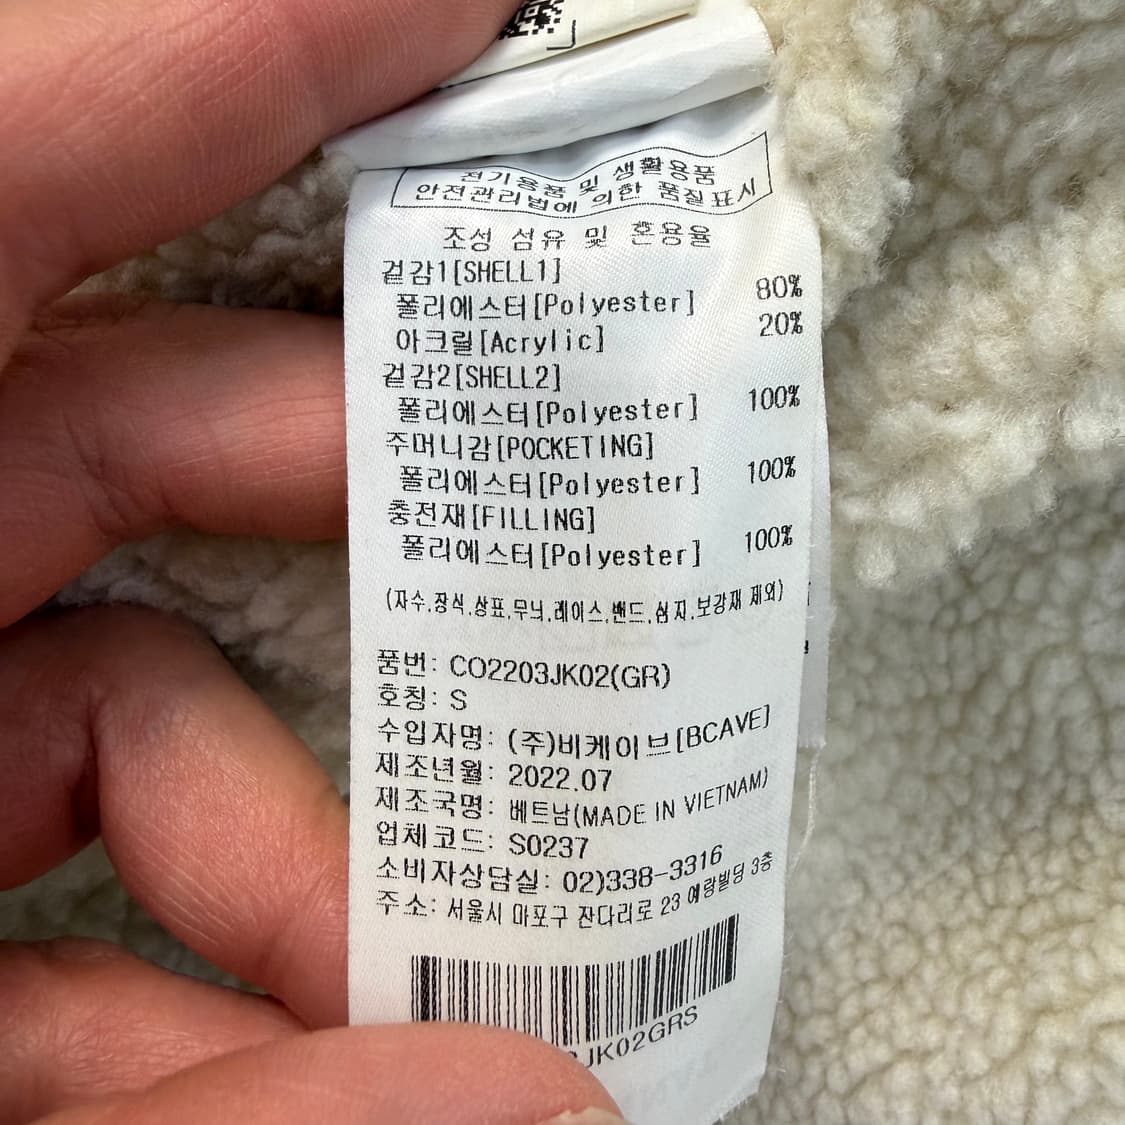 전기용품 및 생활용품
안전관리법에 의한 품질표시
조성 섬유 및 혼용율
겉감1[SHELL1]
폴리에스터[Polyester] 80%
아크릴[Acrylic] 20%
겉감2[SHELL2]
폴리에스터[Polyester] 100%
주머니감[POCKETING]
폴리에스터[Polyester] 100%
충전재[FILLING]
폴리에스터[Polyester] 100%
(자수,장식,상표,무늬,레이스,밴드,심지,보강재 제외)
품번: CO2203JK02(GR)
호칭: S
수입자명: (주)비케이브[BCAVE]
제조년월: 2022.07
제조국명: 베트남(MADE IN VIETNAM)
업체코드: S0237
소비자상담실: 02)338-3316
주소: 서울시 마포구 잔다리로 23 예랑빌딩 3층
JK02GRS